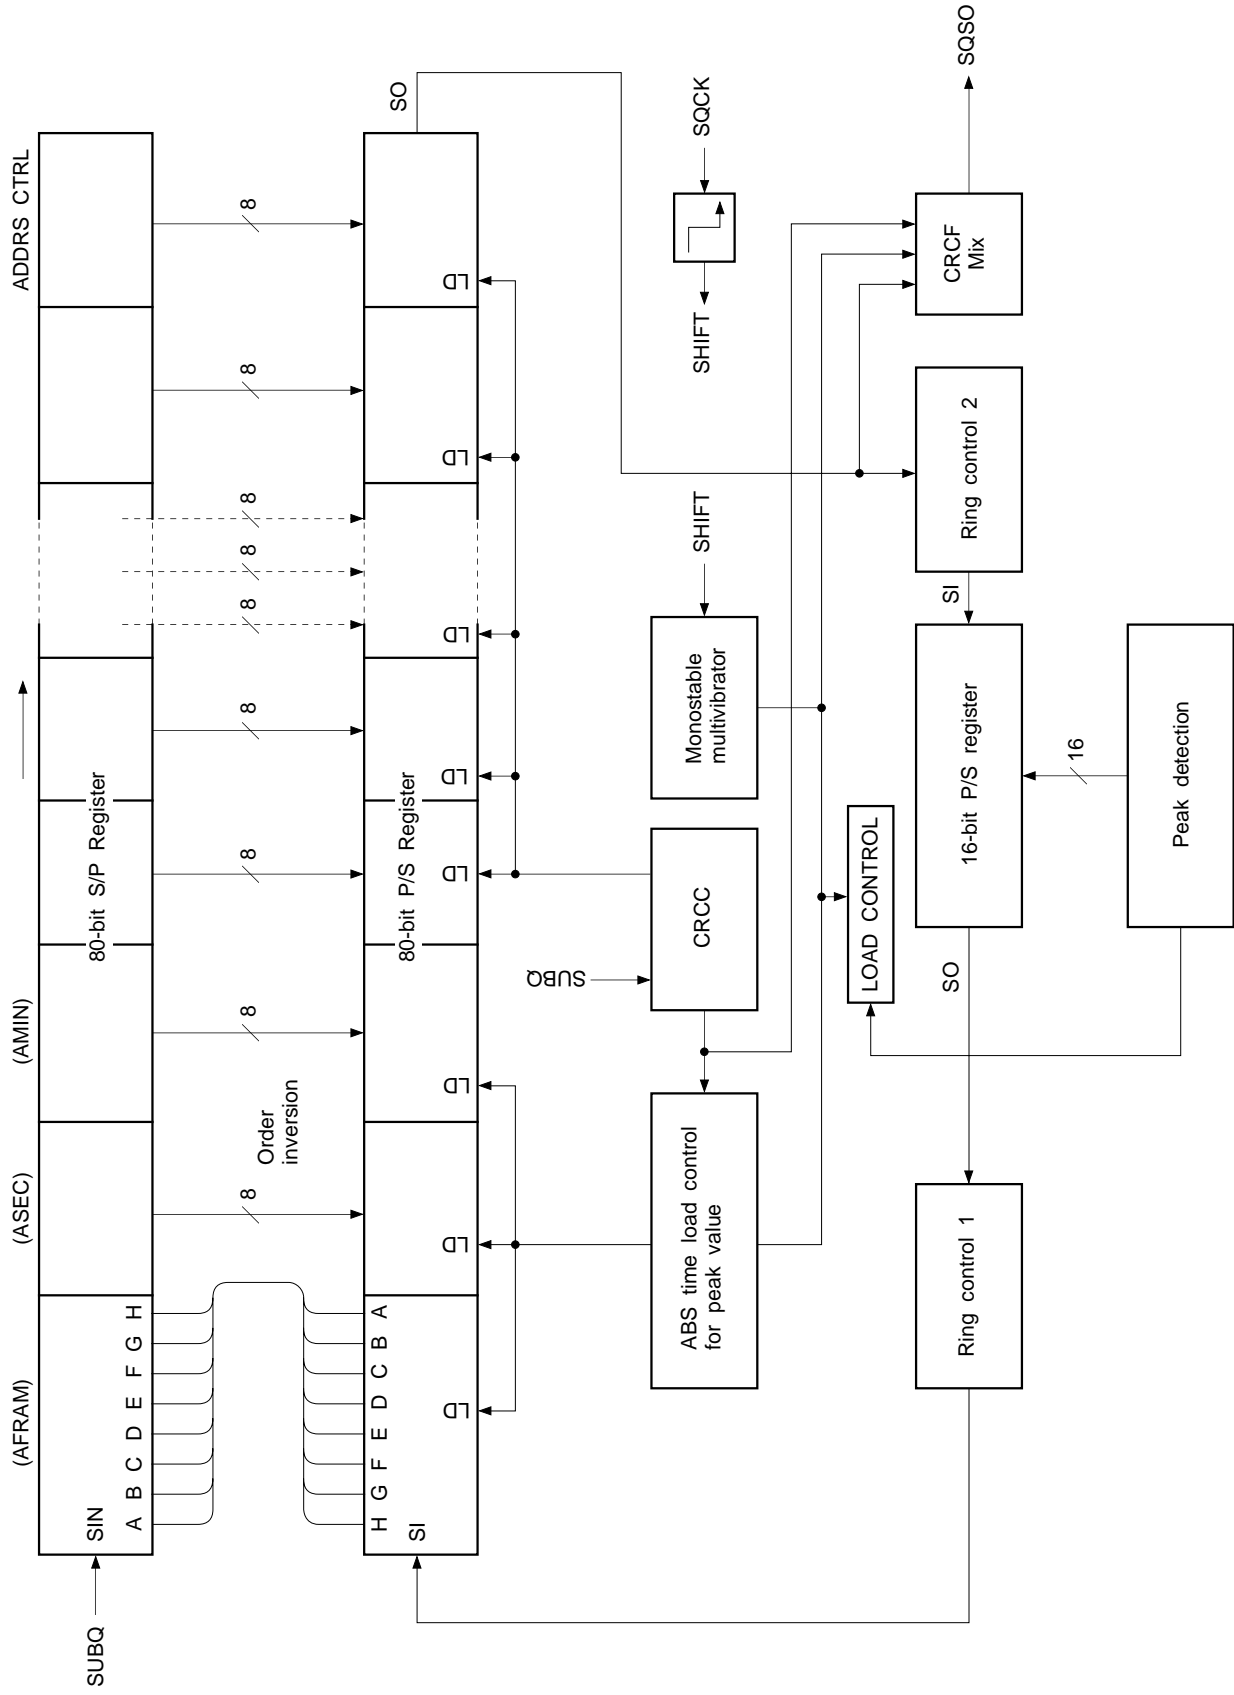 (AFRAM)
(ASEC)
(AMIN)
ADDRS CTRL
SUBQ
SIN
80-bit S/P Register
A B C D E F G H
Order
inversion
8
8
8
8
8
8
8
8
8
H G F E D C B A
SI
80-bit P/S Register
LD
LD
LD
LD
LD
LD
LD
LD
SO
SUBQ
ABS time load control
for peak value
CRCC
Monostable
multivibrator
SHIFT
SHIFT
SQCK
LOAD CONTROL
Ring control 1
SO
16-bit P/S register
SI
Ring control 2
CRCF
Mix
SQSO
16
Peak detection